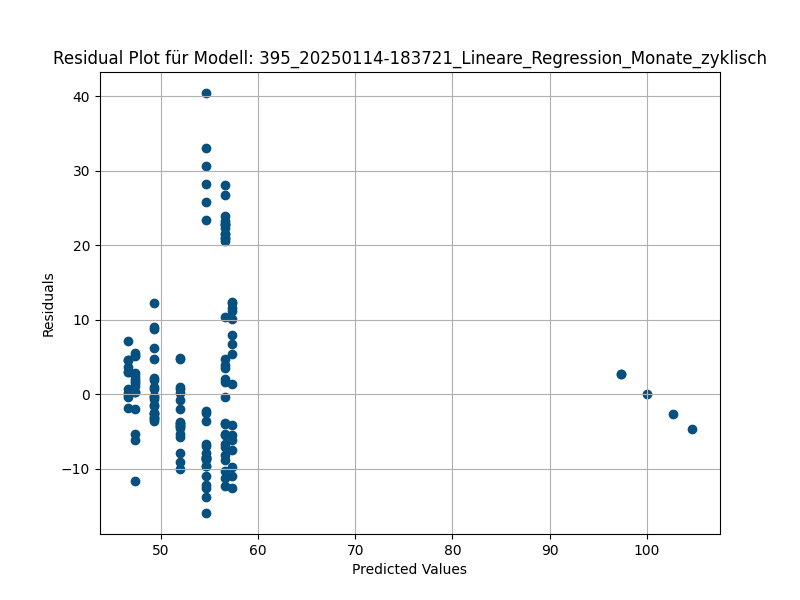 Residual Plot für Modell: 395_20250114-183721_Lineare_Regression_Monate_zyklisch
40
30
20
10
0
−10
Residuals
50 60 70 80 90 100
Predicted Values